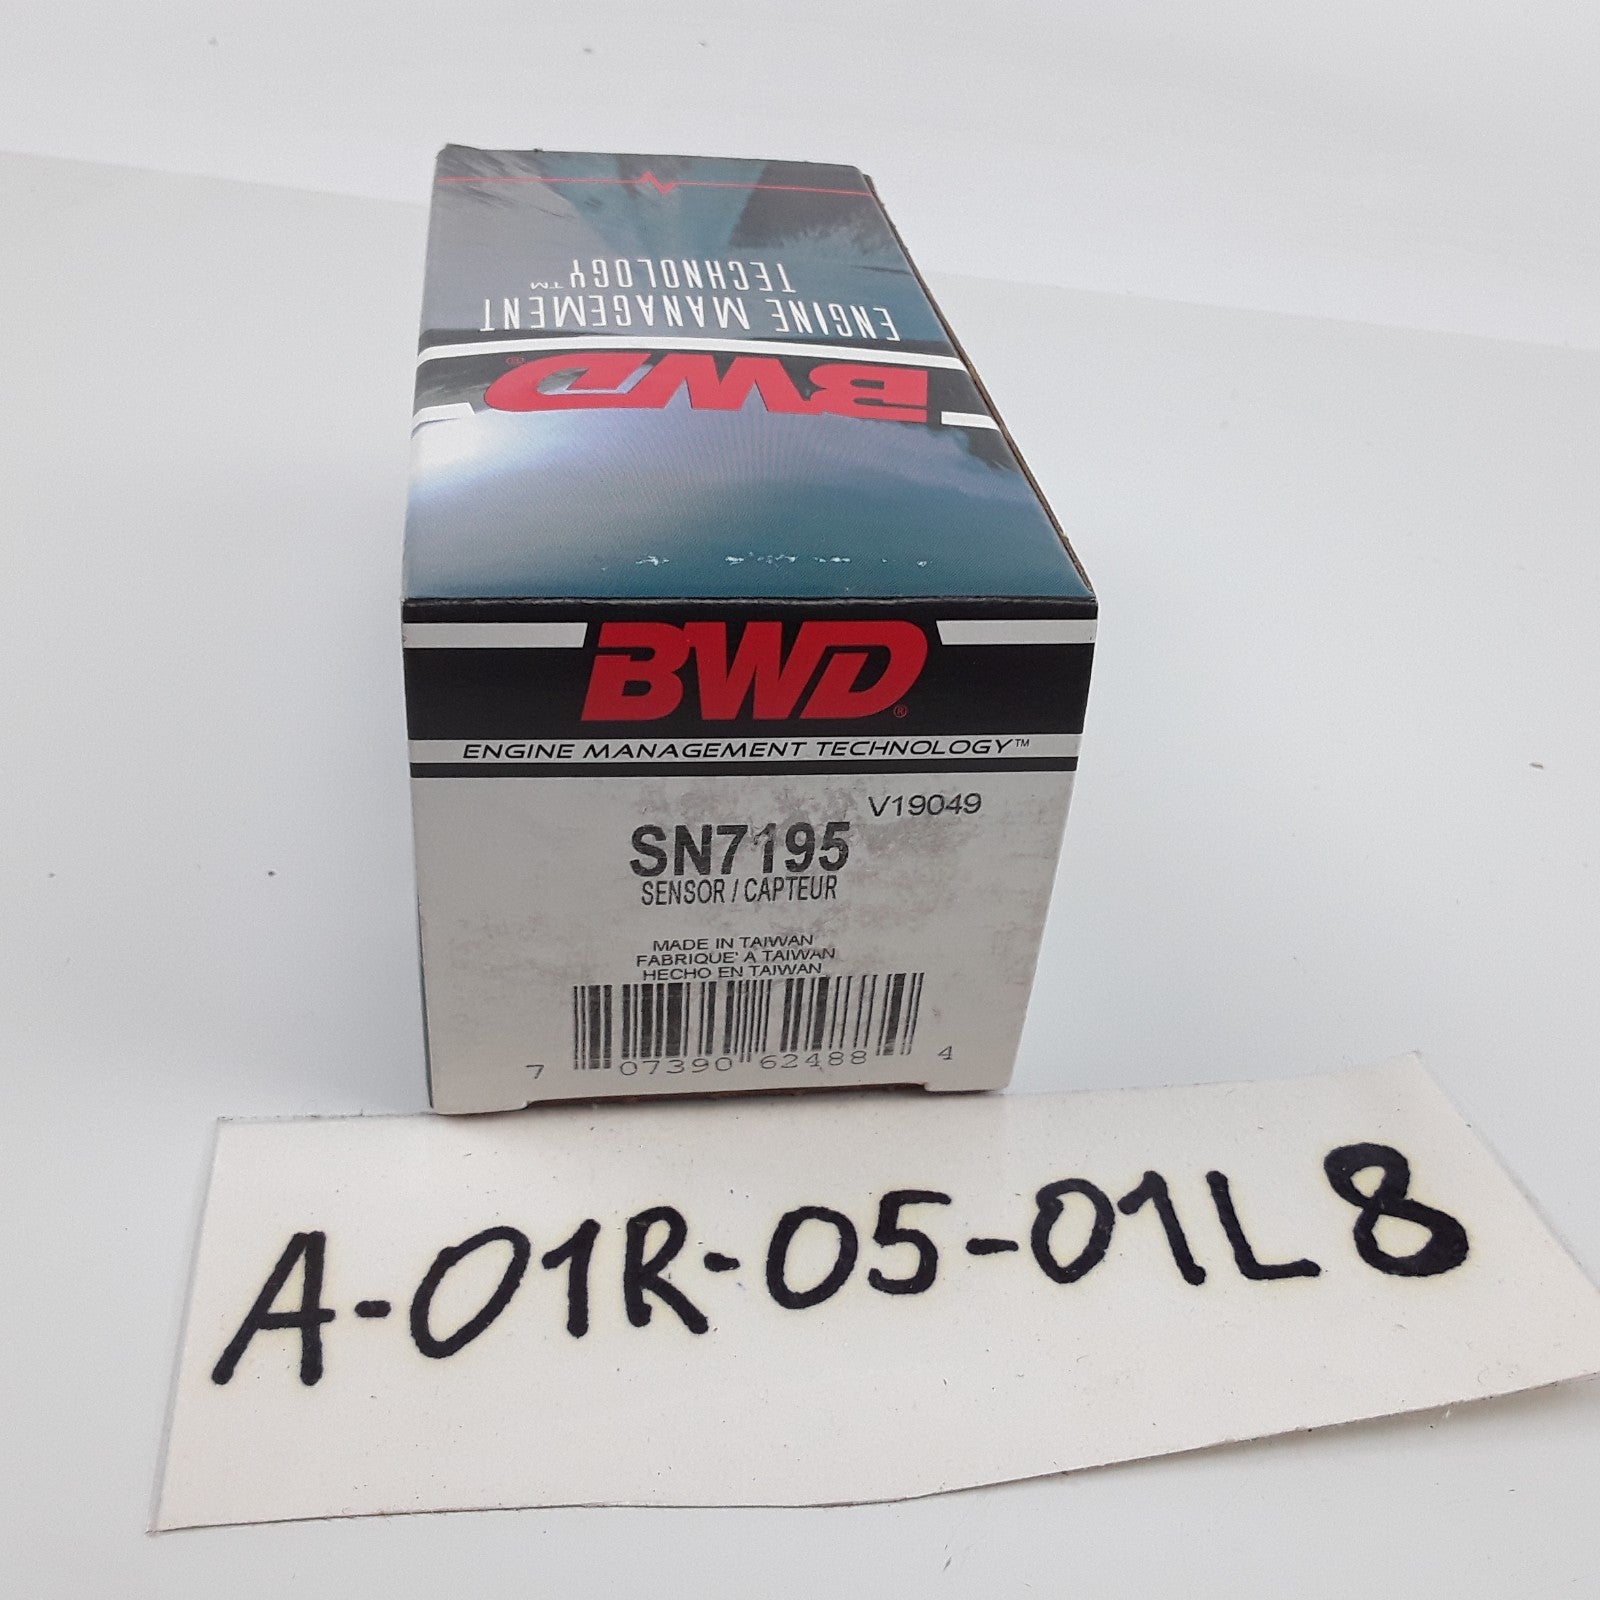 ENGINE MANAGEMENT
TECHNOLOGY™
BWD®
BWD®
ENGINE MANAGEMENT TECHNOLOGY™
V19049
SN7195
SENSOR / CAPTEUR
MADE IN TAIWAN
FABRIQUE' A TAIWAN
HECHO EN TAIWAN
7 07390 62488 4
A-01R-05-01L8